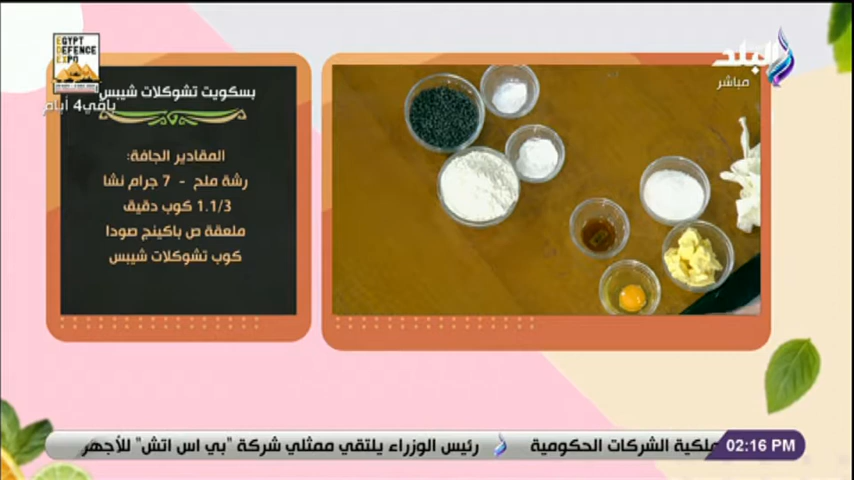 EGYPT
DEFENCE
EXPO
باقي4 أيام
البلد
مباشر
بسكويت تشوكلات شيبس
المقادير الجافة:
رشة ملح - 7 جرام نشا
1.1/3 كوب دقيق
ملعقة ص باكينج صودا
كوب تشوكلات شيبس
ملكية الشركات الحكومية
رئيس الوزراء يلتقي ممثلي شركة "بي اس اتش" للأجهز
02:16 PM